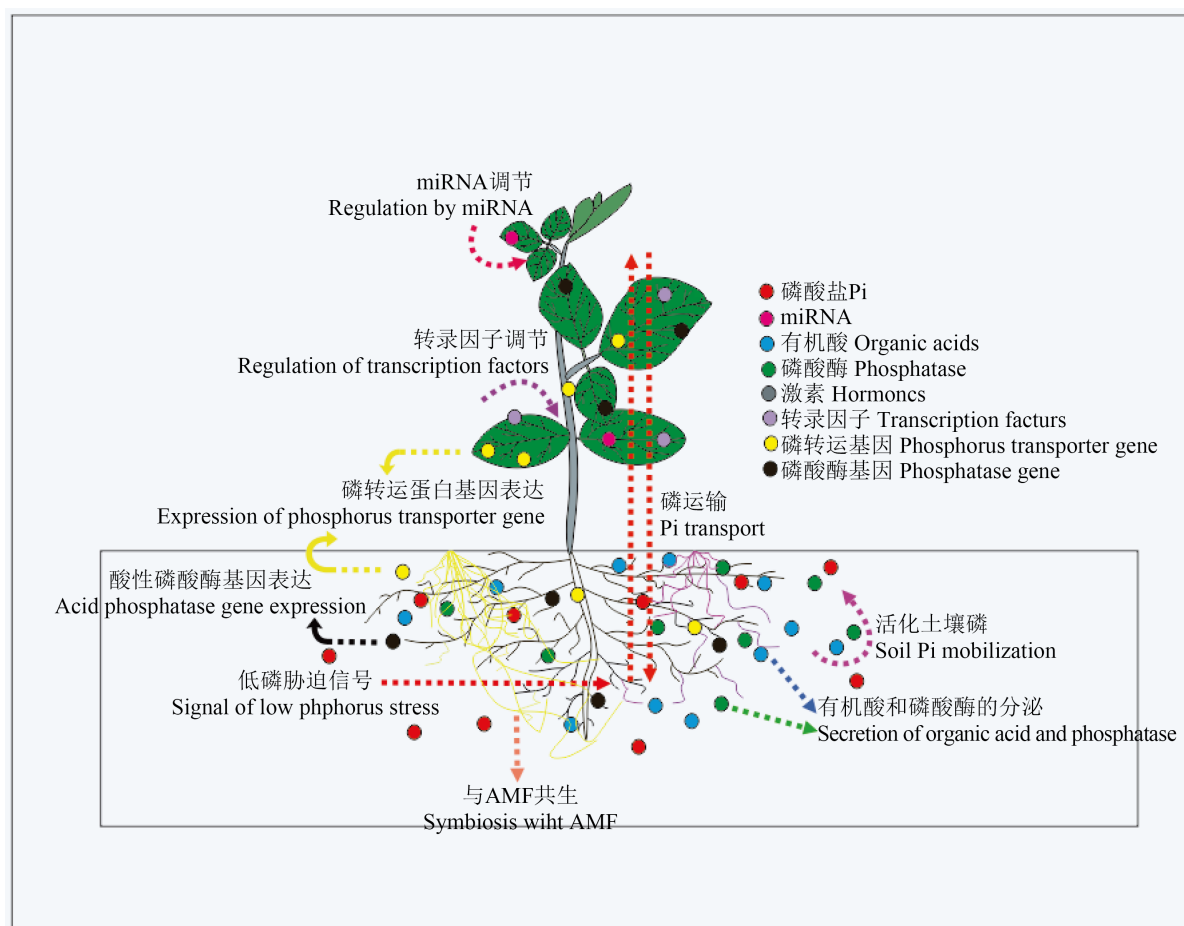 miRNA调节
Regulation by miRNA
转录因子调节
Regulation of transcription factors
磷酸盐Pi
miRNA
有机酸 Organic acids
磷酸酶 Phosphatase
激素 Hormoncs
转录因子 Transcription facturs
磷转运基因 Phosphorus transporter gene
磷酸酶基因 Phosphatase gene
磷转运蛋白基因表达
Expression of phosphorus transporter gene
磷运输
Pi transport
酸性磷酸酶基因表达
Acid phosphatase gene expression
活化土壤磷
Soil Pi mobilization
低磷胁迫信号
Signal of low phphorus stress
有机酸和磷酸酶的分泌
Secretion of organic acid and phosphatase
与AMF共生
Symbiosis wiht AMF